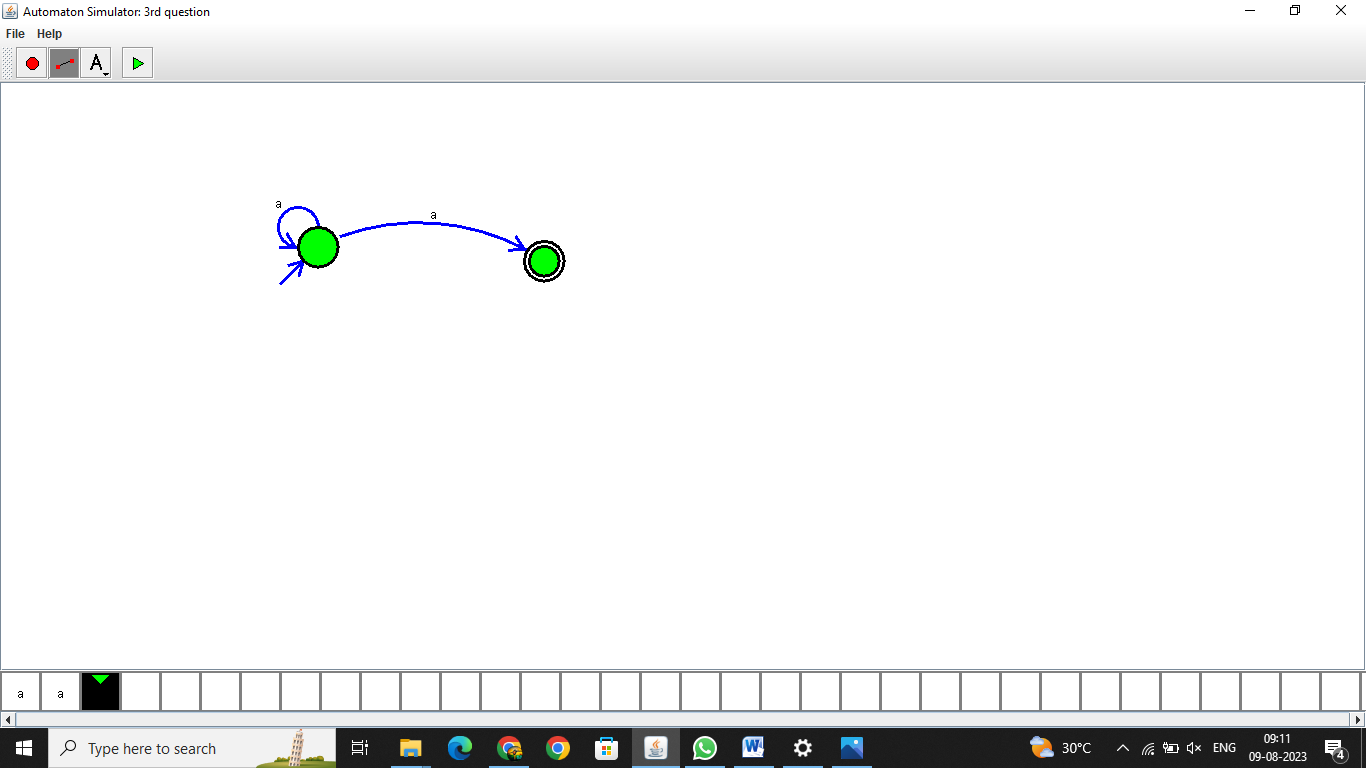 Automaton Simulator: 3rd question
File Help
A
a
a
a a
Type here to search
30°C
ENG
09:11
09-08-2023
4